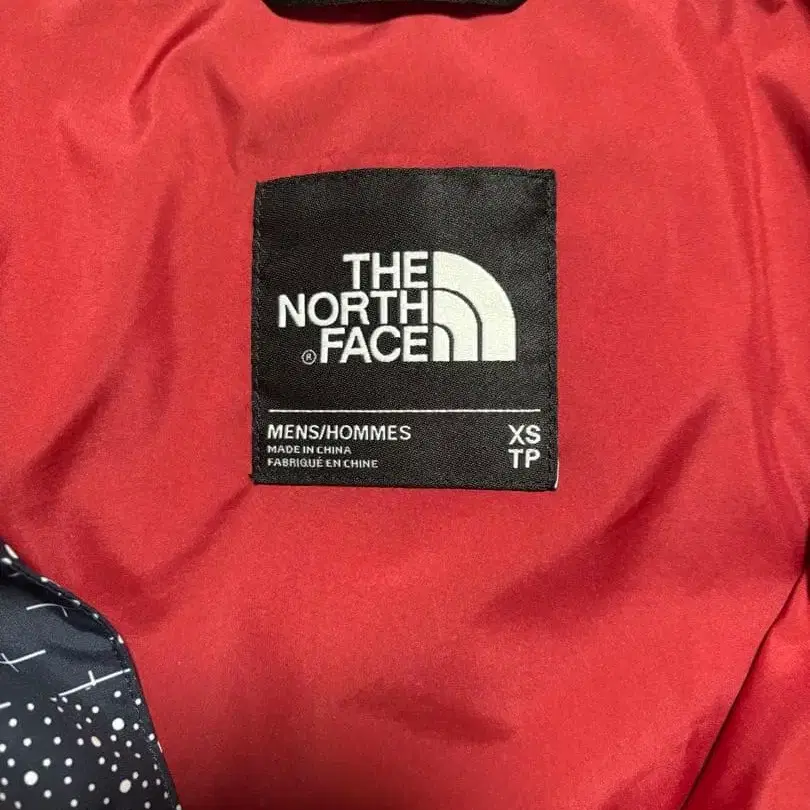 THE
NORTH
® FACE
MENS/HOMMES XS
MADE IN CHINA TP
FABRIQUÉ EN CHINE